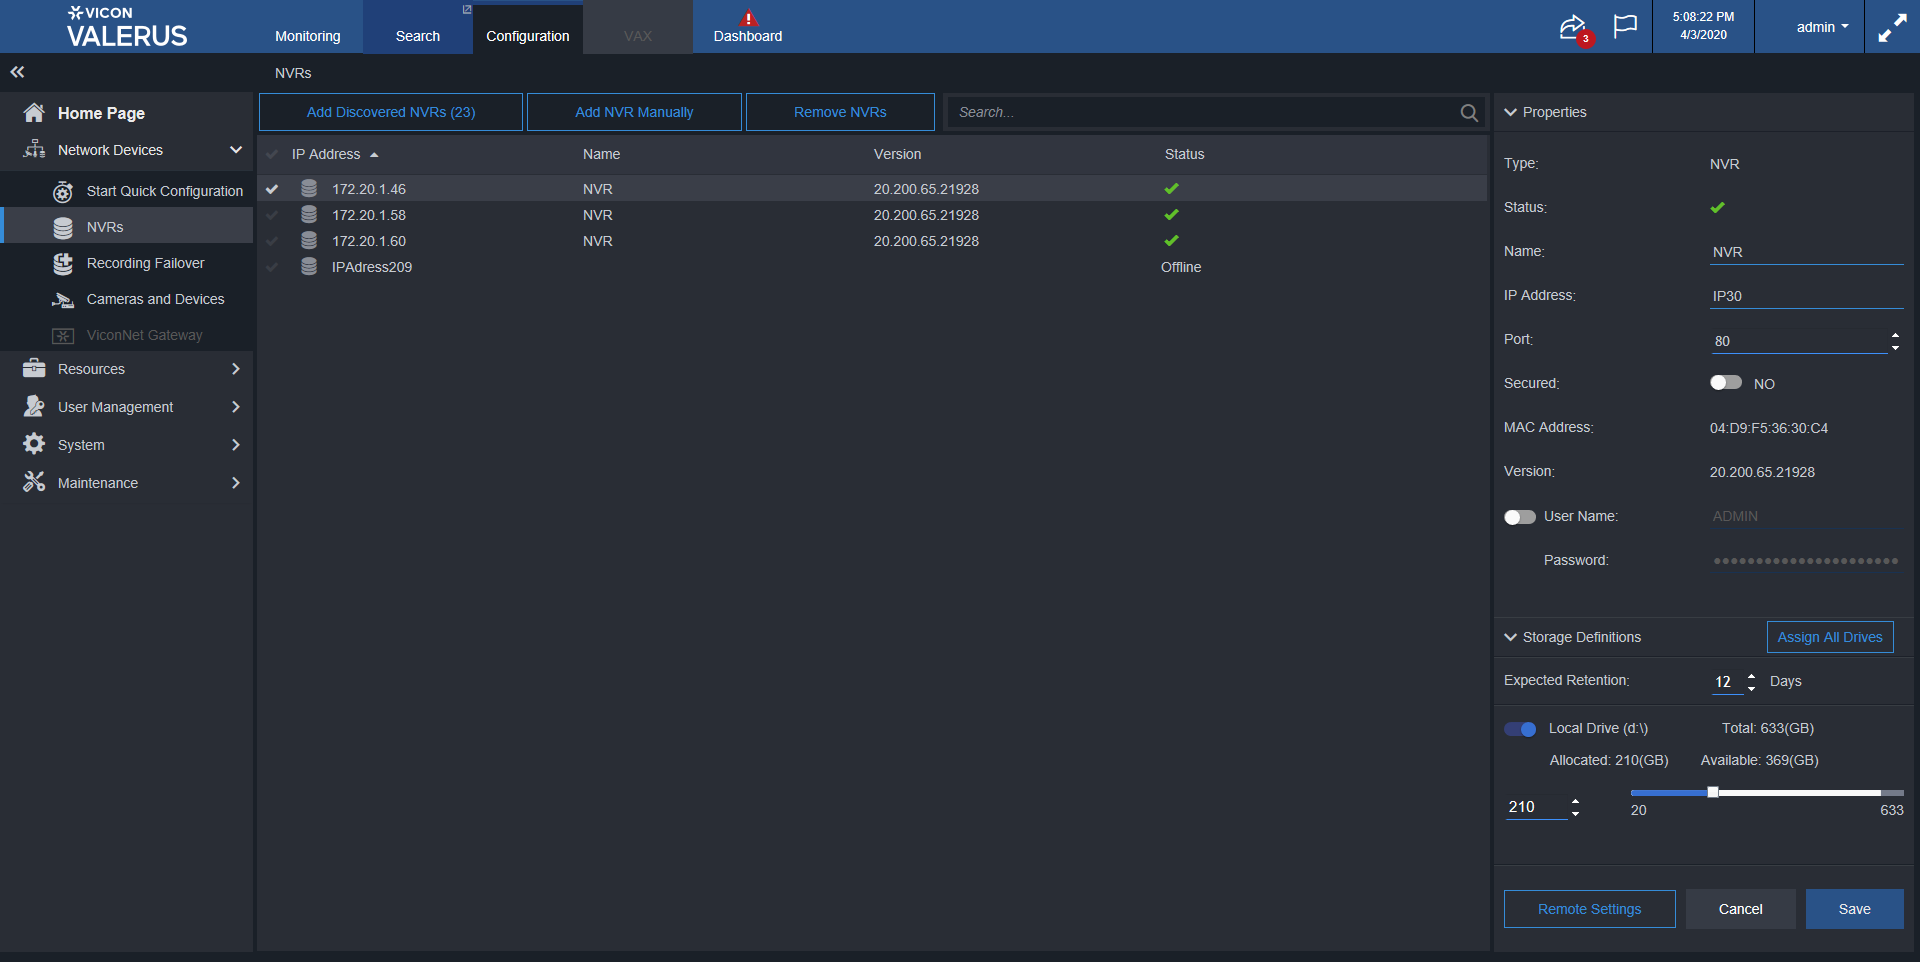 VICON
VALERUS
Monitoring
Search
Configuration
VAX
Dashboard
3
5:08:22 PM
4/3/2020
admin
NVRs
Home Page
Network Devices
Start Quick Configuration
NVRs
Recording Failover
Cameras and Devices
ViconNet Gateway
Resources
User Management
System
Maintenance
Add Discovered NVRs (23)
Add NVR Manually
Remove NVRs
Search...
IP Address Name Version Status
172.20.1.46 NVR 20.200.65.21928
172.20.1.58 NVR 20.200.65.21928
172.20.1.60 NVR 20.200.65.21928
IPAdress209 Offline
Properties
Type: NVR
Status:
Name: NVR
IP Address: IP30
Port: 80
Secured: NO
MAC Address: 04:D9:F5:36:30:C4
Version: 20.200.65.21928
User Name: ADMIN
Password: ••••••••••••••••••••••
Storage Definitions
Assign All Drives
Expected Retention: 12 Days
Local Drive (d:\) Total: 633(GB)
Allocated: 210(GB) Available: 369(GB)
210
20 633
Remote Settings
Cancel
Save